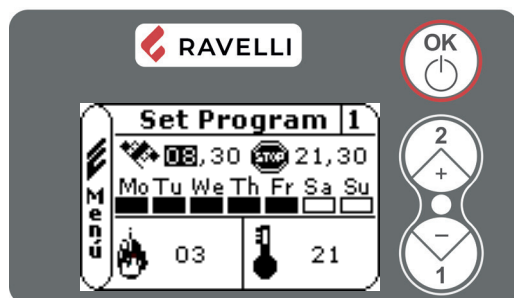 RAVELLI
OK
Set Program 1
08,30 STOP 21,30
Mo Tu We Th Fr Sa Su
Menú
03 21
2
+
−
1